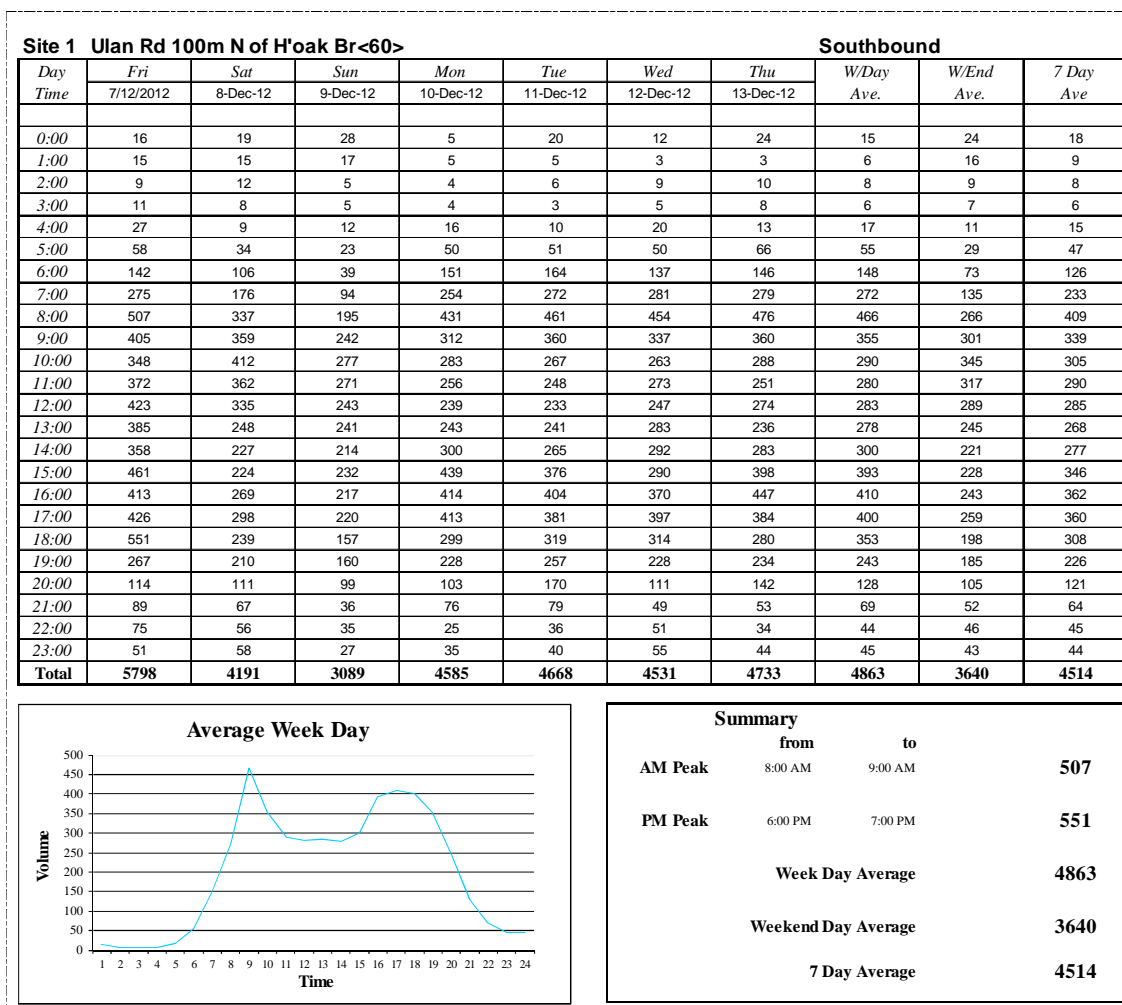 Site 1 Ulan Rd 100m N of H'oak Br<60> Southbound
Day Fri Sat Sun Mon Tue Wed Thu W/Day W/End 7 Day
Time 7/12/2012 8-Dec-12 9-Dec-12 10-Dec-12 11-Dec-12 12-Dec-12 13-Dec-12 Ave. Ave. Ave
0:00 16 19 28 5 20 12 24 15 24 18
1:00 15 15 17 5 5 3 3 6 16 9
2:00 9 12 5 4 6 9 10 8 9 8
3:00 11 8 5 4 3 5 8 6 7 6
4:00 27 9 12 16 10 20 13 17 11 15
5:00 58 34 23 50 51 50 66 55 29 47
6:00 142 106 39 151 164 137 146 148 73 126
7:00 275 176 94 254 272 281 279 272 135 233
8:00 507 337 195 431 461 454 476 466 266 409
9:00 405 359 242 312 360 337 360 355 301 339
10:00 348 412 277 283 267 263 288 290 345 305
11:00 372 362 271 256 248 273 251 280 317 290
12:00 423 335 243 239 233 247 274 283 289 285
13:00 385 248 241 243 241 283 236 278 245 268
14:00 358 227 214 300 265 292 283 300 221 277
15:00 461 224 232 439 376 290 398 393 228 346
16:00 413 269 217 414 404 370 447 410 243 362
17:00 426 298 220 413 381 397 384 400 259 360
18:00 551 239 157 299 319 314 280 353 198 308
19:00 267 210 160 228 257 228 234 243 185 226
20:00 114 111 99 103 170 111 142 128 105 121
21:00 89 67 36 76 79 49 53 69 52 64
22:00 75 56 35 25 36 51 34 44 46 45
23:00 51 58 27 35 40 55 44 45 43 44
Total 5798 4191 3089 4585 4668 4531 4733 4863 3640 4514
Average Week Day
500
450
400
350
300
250
200
150
100
50
0
Volume
1 2 3 4 5 6 7 8 9 10 11 12 13 14 15 16 17 18 19 20 21 22 23 24
Time
Summary
from to
AM Peak 8:00 AM 9:00 AM 507
PM Peak 6:00 PM 7:00 PM 551
Week Day Average 4863
Weekend Day Average 3640
7 Day Average 4514